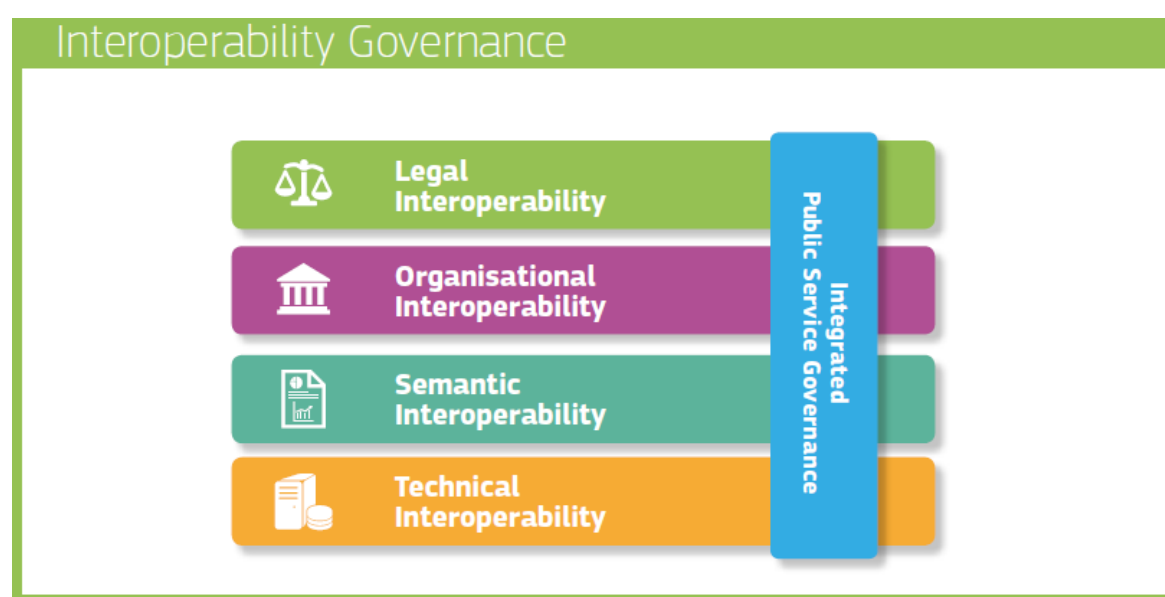 Interoperability Governance
Legal
Interoperability
Organisational
Interoperability
Semantic
Interoperability
Technical
Interoperability
Integrated
Public Service Governance